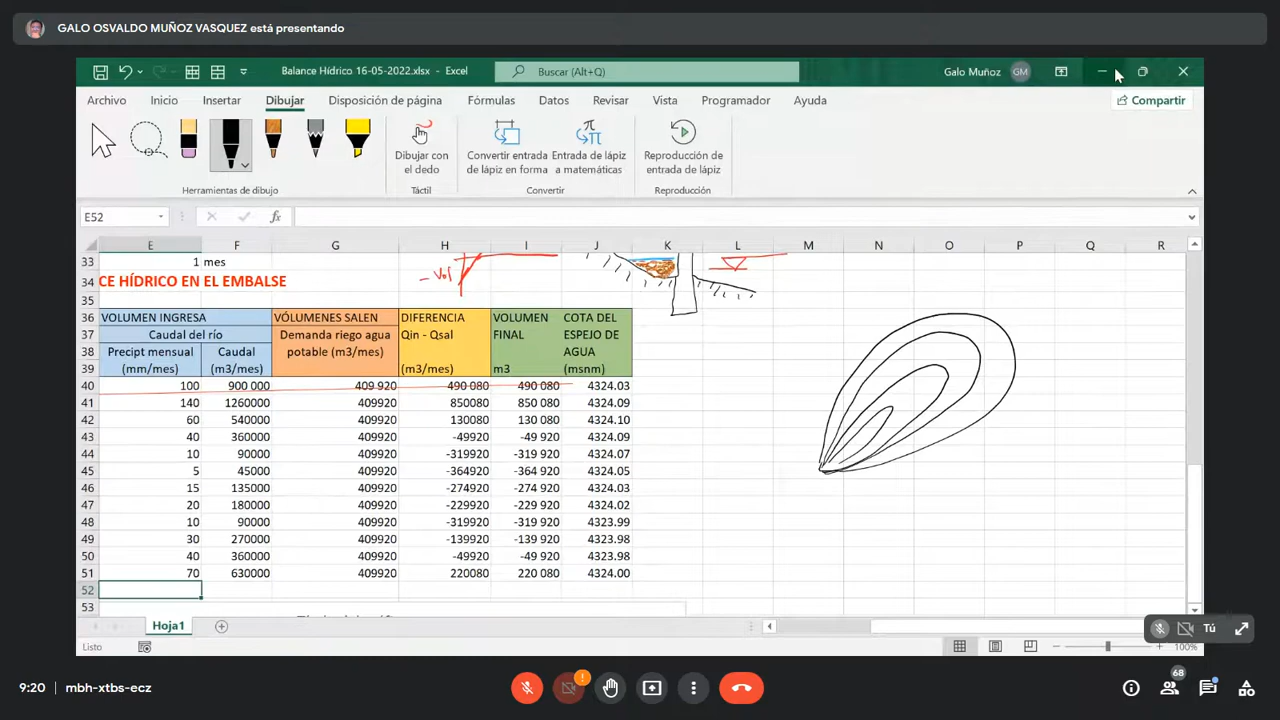 GALO OSVALDO MUÑOZ VASQUEZ está presentando
Balance Hídrico 16-05-2022.xlsx - Excel
Buscar (Alt+Q)
Galo Muñoz GM
Archivo Inicio Insertar Dibujar Disposición de página Fórmulas Datos Revisar Vista Programador Ayuda
Compartir
Dibujar con el dedo
Convertir entrada de lápiz en forma
Entrada de lápiz a matemáticas
Reproducción de entrada de lápiz
Herramientas de dibujo Táctil Convertir Reproducción
E52 fx
E F G H I J K L M N O P Q R
33 1 mes
34 CE HÍDRICO EN EL EMBALSE
- Vol
35
36 VOLUMEN INGRESA VÓLUMENES SALEN DIFERENCIA VOLUMEN COTA DEL
37 Caudal del río Demanda riego agua Qin - Qsal FINAL ESPEJO DE
38 Precipt mensual Caudal potable (m3/mes) AGUA
39 (mm/mes) (m3/mes) (m3/mes) m3 (msnm)
40 100 900 000 409 920 490 080 490 080 4324.03
41 140 1260000 409920 850080 850 080 4324.09
42 60 540000 409920 130080 130 080 4324.10
43 40 360000 409920 -49920 -49 920 4324.09
44 10 90000 409920 -319920 -319 920 4324.07
45 5 45000 409920 -364920 -364 920 4324.05
46 15 135000 409920 -274920 -274 920 4324.03
47 20 180000 409920 -229920 -229 920 4324.02
48 10 90000 409920 -319920 -319 920 4323.99
49 30 270000 409920 -139920 -139 920 4323.98
50 40 360000 409920 -49920 -49 920 4323.98
51 70 630000 409920 220080 220 080 4324.00
52
53
Hoja1
Tú
Listo
100%
9:20 mbh-xtbs-ecz
68